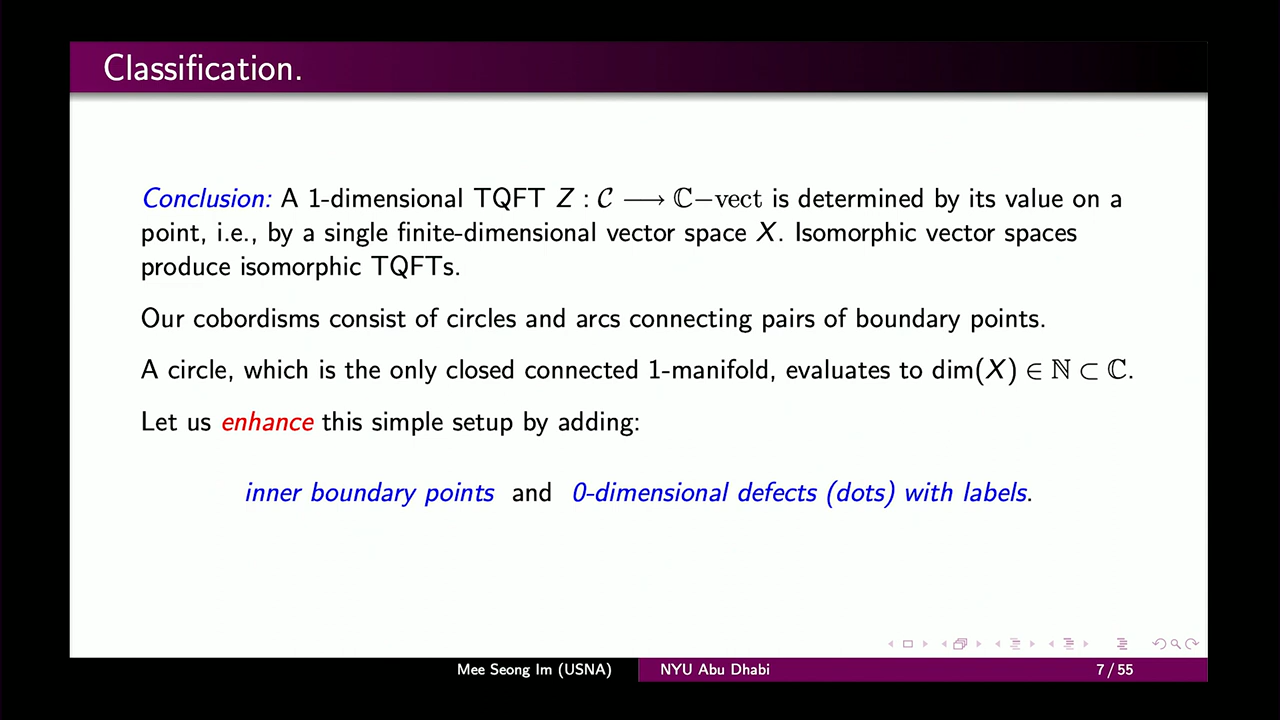 Classification.
Conclusion: A 1-dimensional TQFT Z : 𝒞 ⟶ ℂ−vect is determined by its value on a
point, i.e., by a single finite-dimensional vector space X. Isomorphic vector spaces
produce isomorphic TQFTs.
Our cobordisms consist of circles and arcs connecting pairs of boundary points.
A circle, which is the only closed connected 1-manifold, evaluates to dim(X) ∈ ℕ ⊂ ℂ.
Let us enhance this simple setup by adding:
inner boundary points and 0-dimensional defects (dots) with labels.
Mee Seong Im (USNA) NYU Abu Dhabi 7 / 55